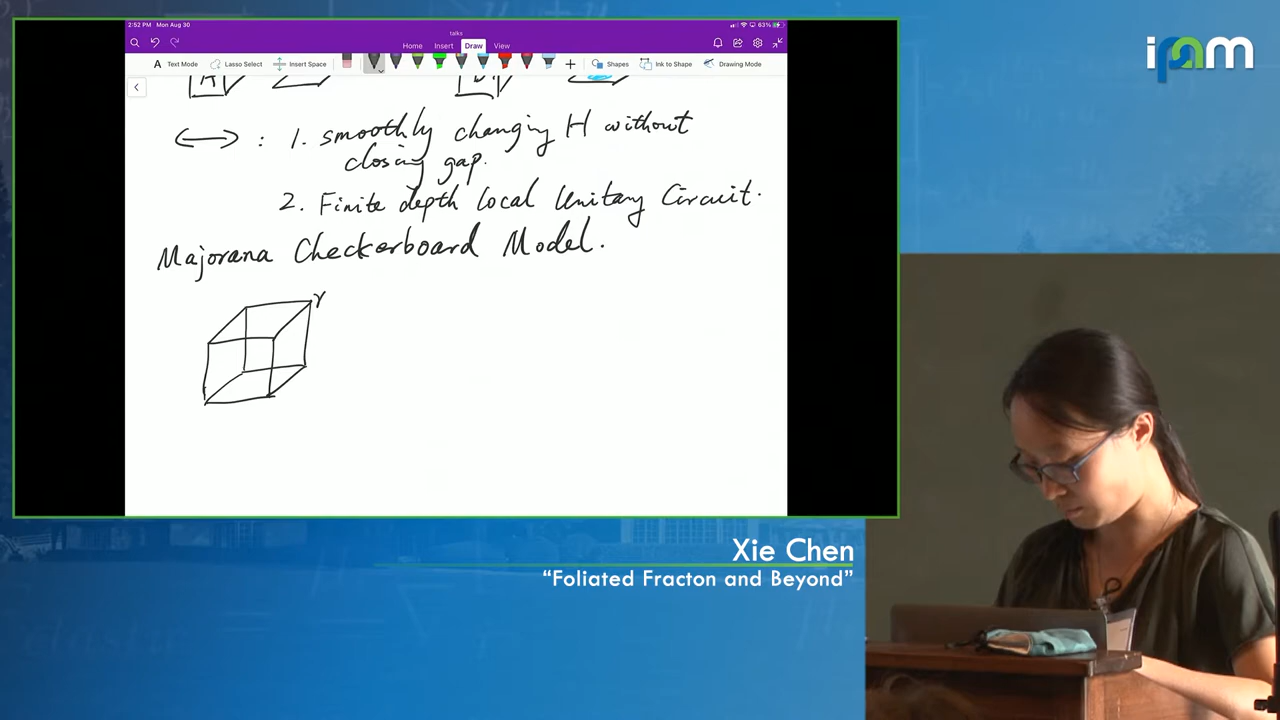 2:52 PM Mon Aug 30
63%
talks
Home Insert Draw View
Text Mode Lasso Select Insert Space Shapes Ink to Shape Drawing Mode
A
⟷ : 1. smoothly changing H without
closing gap.
2. Finite depth local Unitary Circuit.
Majorana Checkerboard Model.
γ
ipam
Xie Chen
“Foliated Fracton and Beyond”